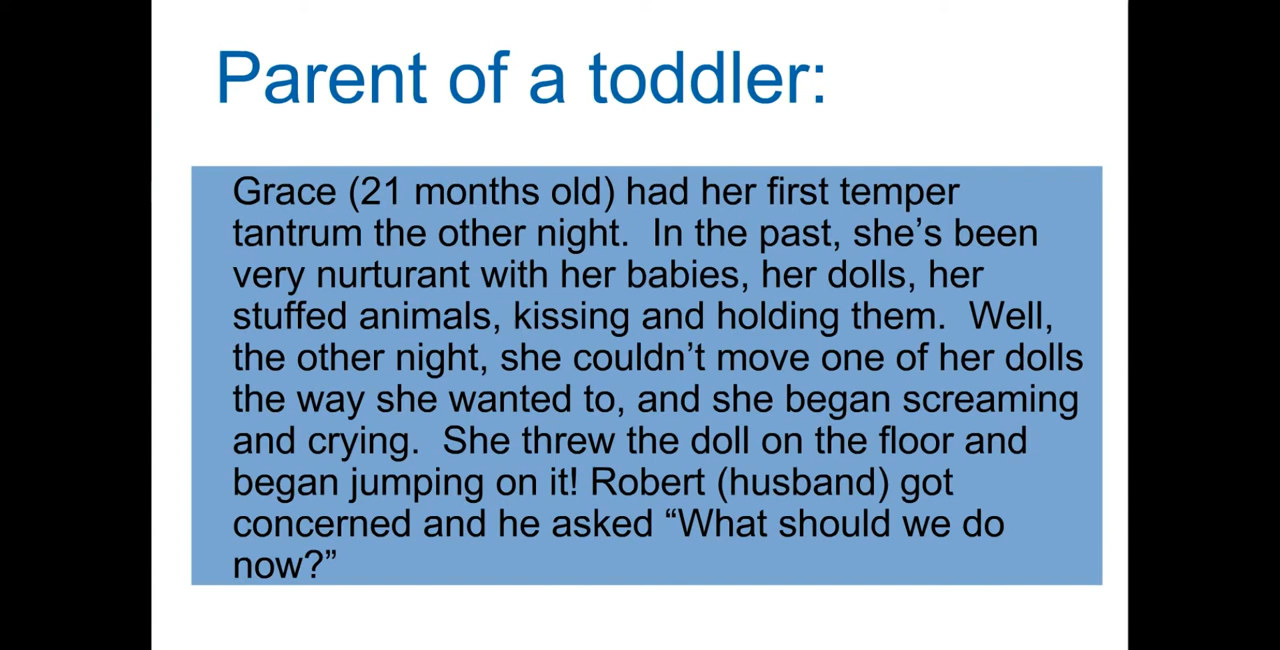 Parent of a toddler:
Grace (21 months old) had her first temper
tantrum the other night.  In the past, she’s been
very nurturant with her babies, her dolls, her
stuffed animals, kissing and holding them.  Well,
the other night, she couldn’t move one of her dolls
the way she wanted to, and she began screaming
and crying.  She threw the doll on the floor and
began jumping on it! Robert (husband) got
concerned and he asked “What should we do
now?”